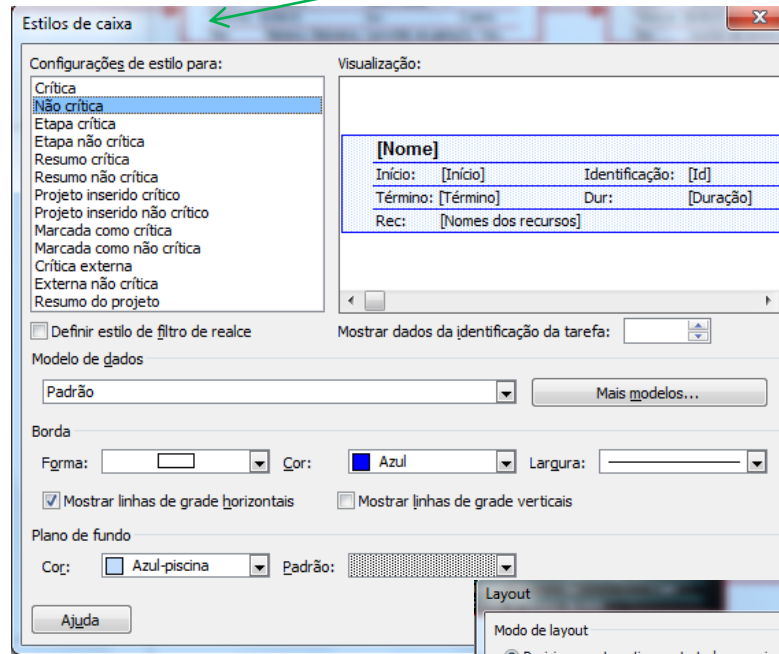 Estilos de caixa
Configurações de estilo para:
Crítica
Não crítica
Etapa crítica
Etapa não crítica
Resumo crítica
Resumo não crítica
Projeto inserido crítico
Projeto inserido não crítico
Marcada como crítica
Marcada como não crítica
Crítica externa
Externa não crítica
Resumo do projeto
Visualização:
[Nome]
Início: [Início] Identificação: [Id]
Término: [Término] Dur: [Duração]
Rec: [Nomes dos recursos]
Definir estilo de filtro de realce
Mostrar dados da identificação da tarefa:
Modelo de dados
Padrão
Mais modelos...
Borda
Forma: Cor: Azul Largura:
Mostrar linhas de grade horizontais Mostrar linhas de grade verticais
Plano de fundo
Cor: Azul-piscina Padrão:
Ajuda
Layout
Modo de layout